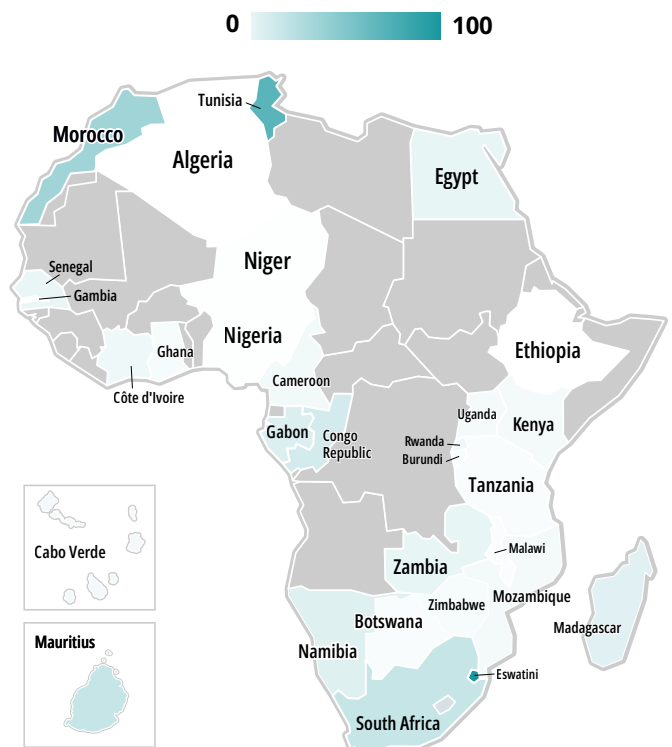 0 100
Tunisia
Morocco
Algeria
Egypt
Niger
Senegal
Gambia
Nigeria
Ghana
Ethiopia
Cameroon
Côte d'Ivoire
Uganda
Kenya
Gabon
Congo
Republic
Rwanda
Burundi
Tanzania
Cabo Verde
Malawi
Zambia
Mozambique
Zimbabwe
Botswana
Madagascar
Mauritius
Namibia
Eswatini
South Africa